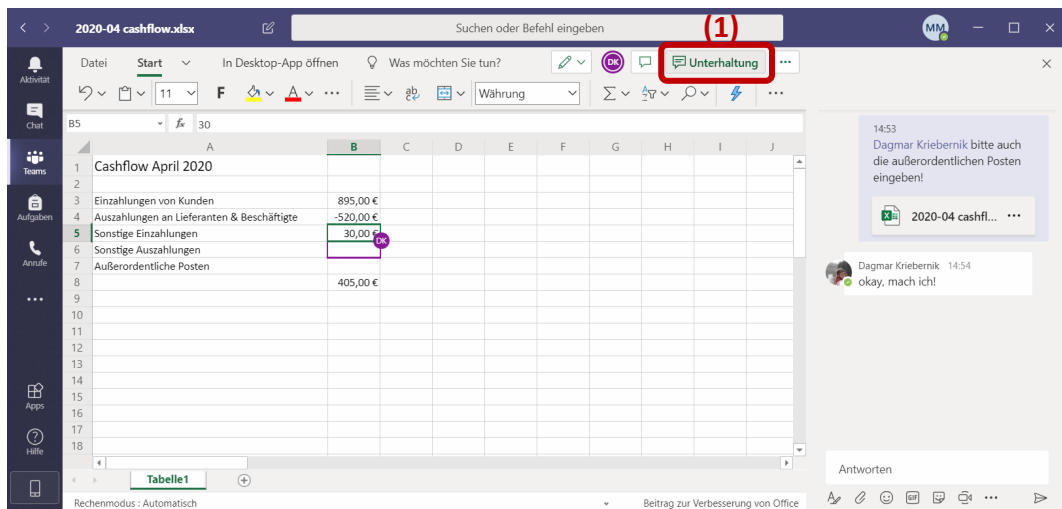 2020-04 cashflow.xlsx
Suchen oder Befehl eingeben
(1)
MM
Datei Start In Desktop-App öffnen Was möchten Sie tun? DK Unterhaltung ...
11 F A ... ab Währung Σ ...
B5 fx 30
A B C D E F G H I J
1 Cashflow April 2020
2
3 Einzahlungen von Kunden 895,00 €
4 Auszahlungen an Lieferanten & Beschäftigte -520,00 €
5 Sonstige Einzahlungen 30,00 €
DK
6 Sonstige Auszahlungen
7 Außerordentliche Posten
8 405,00 €
9
10
11
12
13
14
15
16
17
18
Tabelle1
Rechenmodus : Automatisch
Beitrag zur Verbesserung von Office
Aktivität
Chat
Teams
Aufgaben
Anrufe
...
Apps
Hilfe
14:53
Dagmar Kriebernik bitte auch
die außerordentlichen Posten
eingeben!
2020-04 cashfl... ...
Dagmar Kriebernik 14:54
okay, mach ich!
Antworten
GIF ...